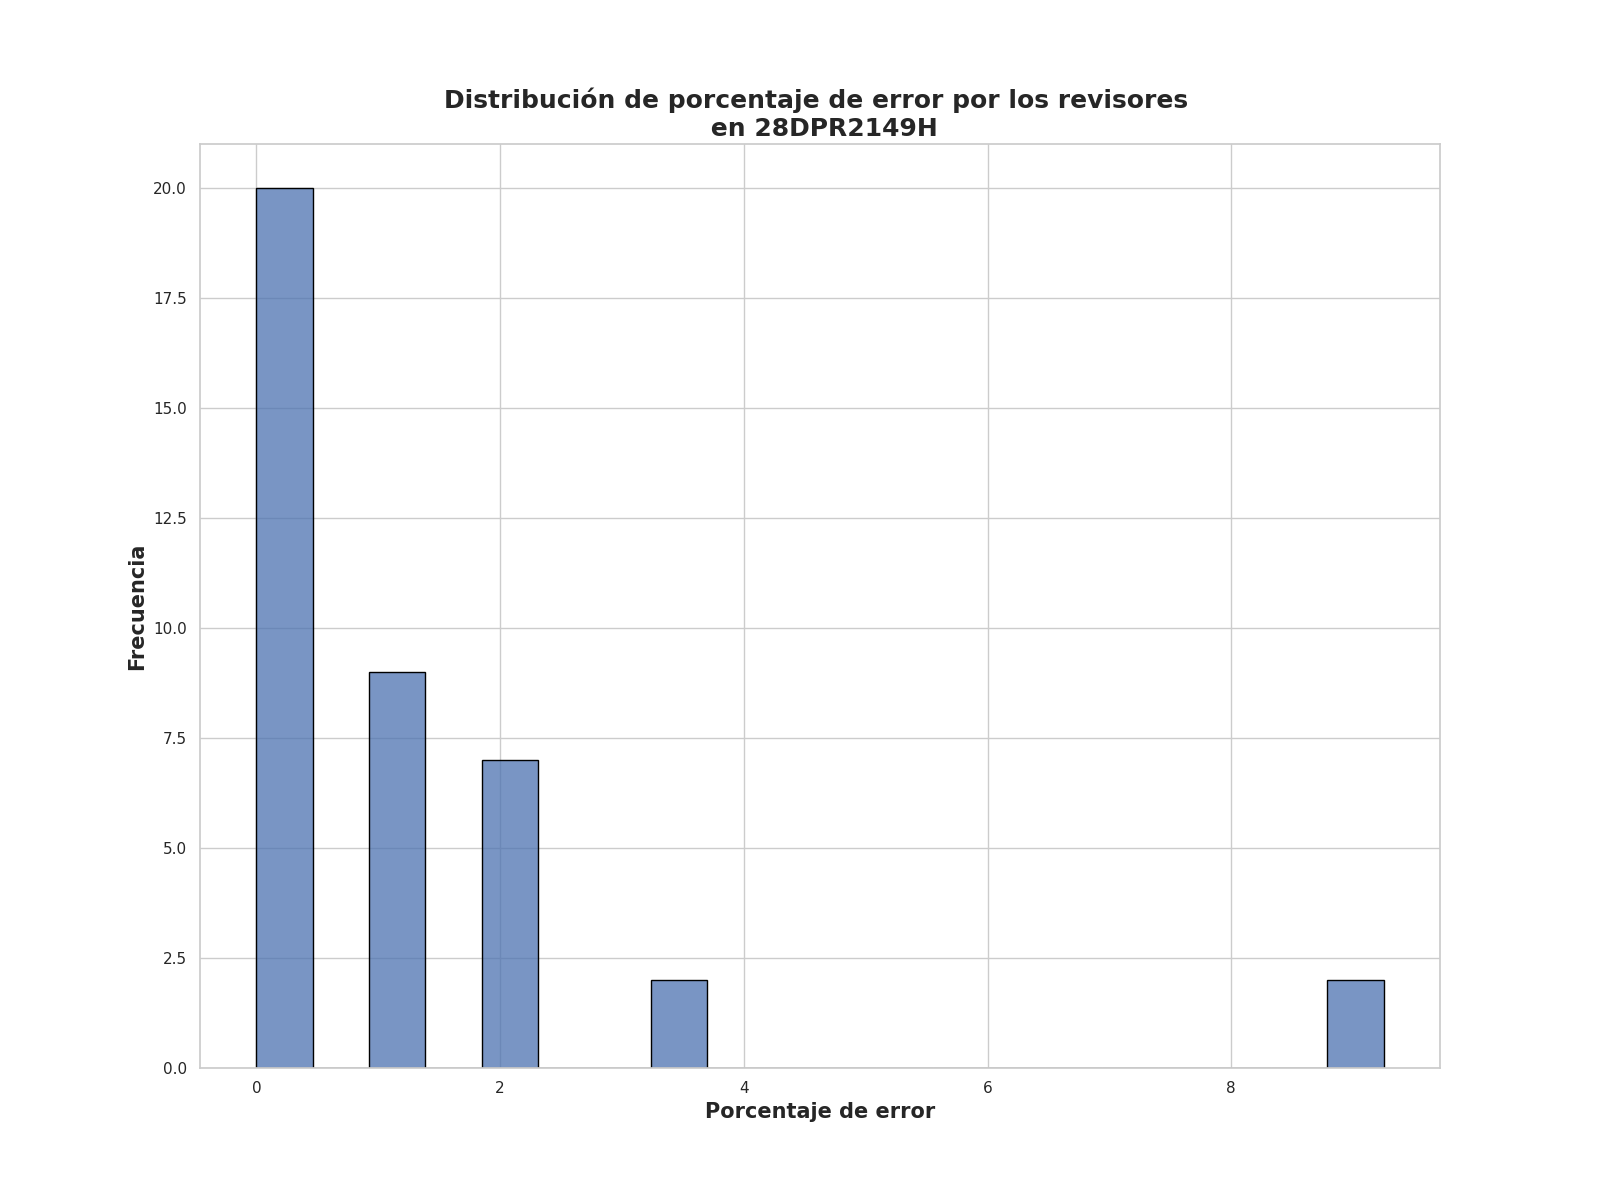 Distribución de porcentaje de error por los revisores
en 28DPR2149H
20.0
17.5
15.0
12.5
10.0
7.5
5.0
2.5
0.0
Frecuencia
0 2 4 6 8
Porcentaje de error